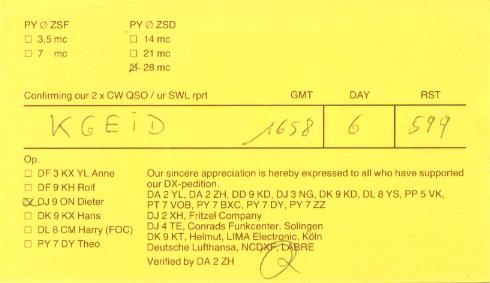 PY Ø ZSF PY Ø ZSD
☐ 3,5 mc ☐ 14 mc
☐ 7 mc ☐ 21 mc
☒ 28 mc
Confirming our 2 x CW QSO / ur SWL rprt GMT DAY RST
KGEID 1658 6 599
Op.
☐ DF 3 KX YL Anne
☐ DF 9 KH Rolf
☒ DJ 9 ON Dieter
☐ DK 9 KX Hans
☐ DL 8 CM Harry (FOC)
☐ PY 7 DY Theo
Our sincere appreciation is hereby expressed to all who have supported
our DX-pedition.
DA 2 YL, DA 2 ZH, DD 9 KD, DJ 3 NG, DK 9 KD, DL 8 YS, PP 5 VK,
PT 7 VOB, PY 7 BXC, PY 7 DY, PY 7 ZZ
DJ 2 XH, Fritzel Company
DJ 4 TE, Conrads Funkcenter, Solingen
DK 9 KT, Helmut, LIMA Electronic, Köln
Deutsche Lufthansa, NCDXF, LABRE
Verified by DA 2 ZH